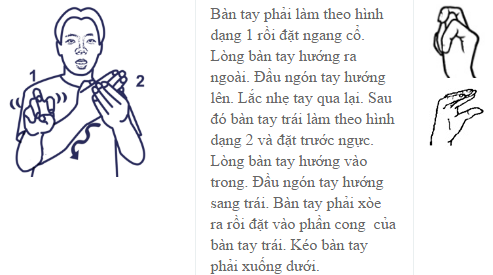 1
2
Bàn tay phải làm theo hình
dạng 1 rồi đặt ngang cổ.
Lòng bàn tay hướng ra
ngoài. Đầu ngón tay hướng
lên. Lắc nhẹ tay qua lại. Sau
đó bàn tay trái làm theo hình
dạng 2 và đặt trước ngực.
Lòng bàn tay hướng vào
trong. Đầu ngón tay hướng
sang trái. Bàn tay phải xòe
ra rồi đặt vào phần cong của
bàn tay trái. Kéo bàn tay
phải xuống dưới.